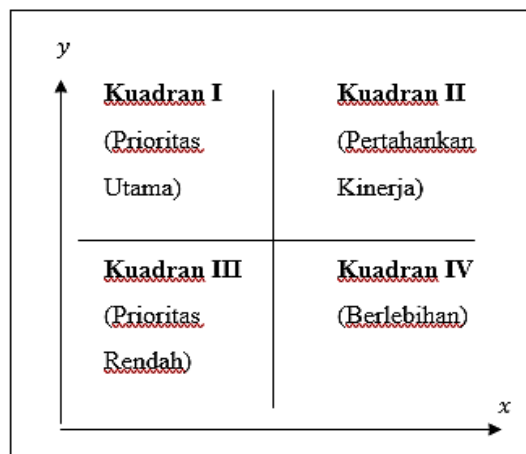 y
Kuadran I
(Prioritas
Utama)
Kuadran II
(Pertahankan
Kinerja)
Kuadran III
(Prioritas
Rendah)
Kuadran IV
(Berlebihan)
x